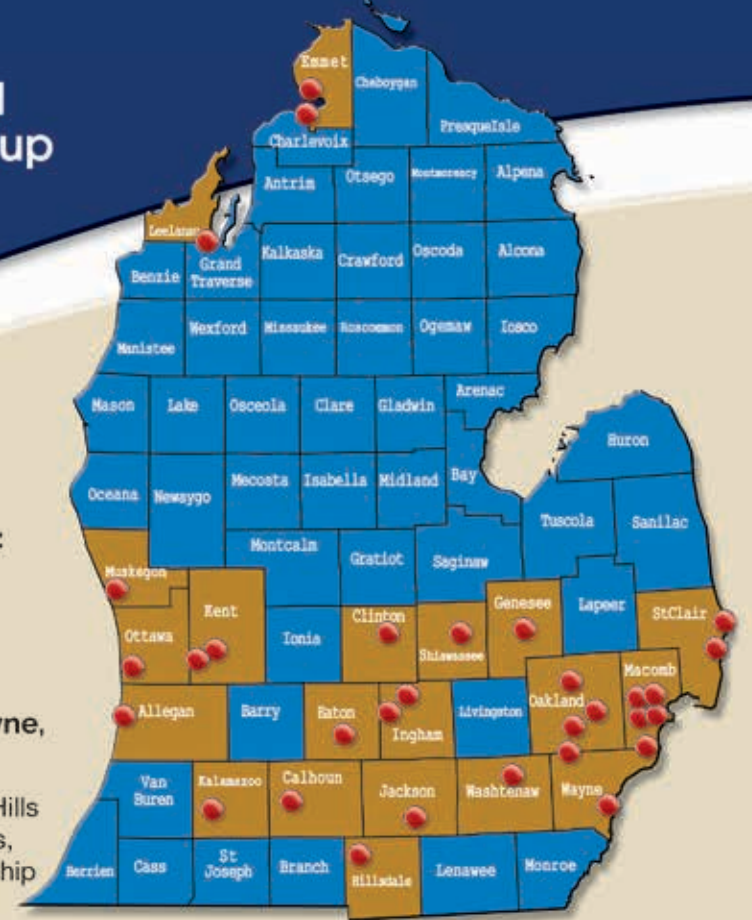 l
up
Emmet
Cheboygan
PresqueIsle
Charlevoix
Antrim
Otsego
Montmorency
Alpena
Leelanau
Benzie
Grand
Traverse
Kalkaska
Crawford
Oscoda
Alcona
Manistee
Wexford
Missaukee
Roscommon
Ogemaw
Iosco
Mason
Lake
Osceola
Clare
Gladwin
Arenac
Huron
Oceana
Newaygo
Mecosta
Isabella
Midland
Bay
Tuscola
Sanilac
:
Montcalm
Gratiot
Saginaw
Muskegon
Kent
Ottawa
Ionia
Clinton
Shiawassee
Genesee
Lapeer
StClair
yne,
Allegan
Barry
Eaton
Ingham
Livingston
Oakland
Macomb
Hills
s,
hip
Van
Buren
Kalamazoo
Calhoun
Jackson
Washtenaw
Wayne
Berrien
Cass
St
Joseph
Branch
Hillsdale
Lenawee
Monroe